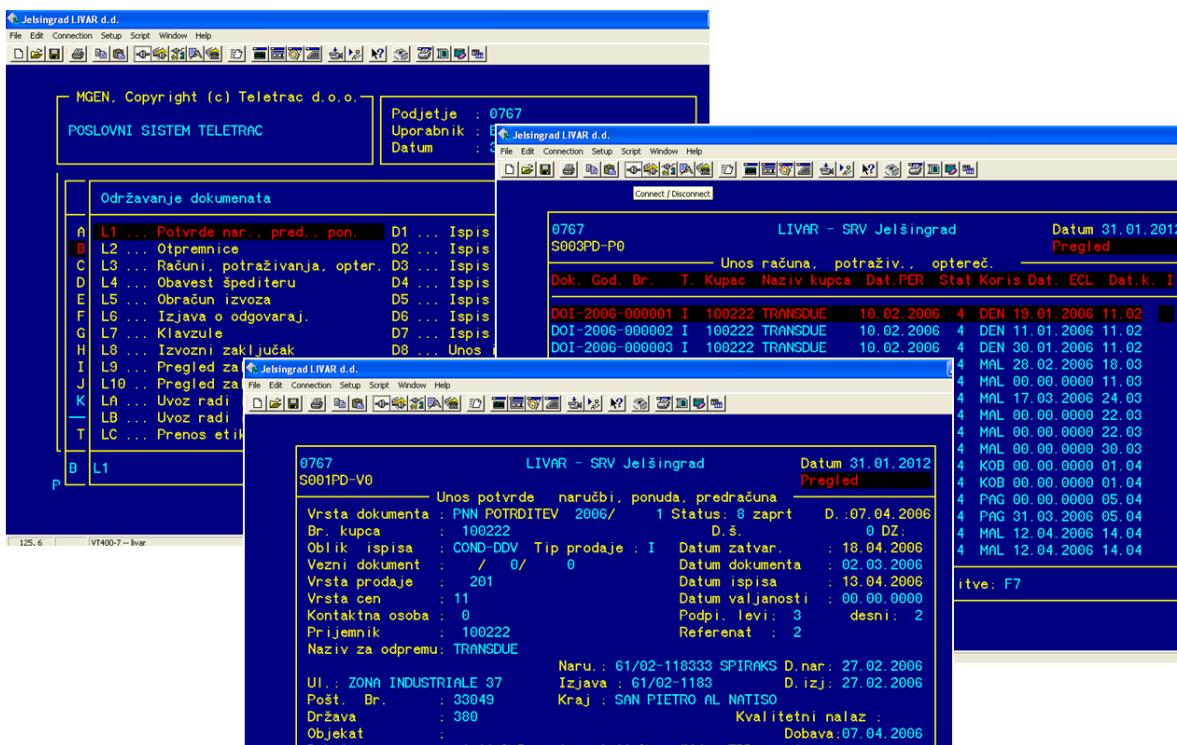 Jelsingrad LIVAR d.d.
File Edit Connection Setup Script Window Help
MGEN, Copyright (c) Teletrac d.o.o.
POSLOVNI SISTEM TELETRAC
Podjetje : 0767
Uporabnik :
Datum :
Održavanje dokumenata
A L1 ... Potvrde nar., pred., pon. D1 ... Ispis
B L2 ... Otpremnice D2 ... Ispis
C L3 ... Računi, potraživanja, opter. D3 ... Ispis
D L4 ... Obavest špediteru D4 ... Ispis
E L5 ... Obračun izvoza D5 ... Ispis
F L6 ... Izjava o odgovaraj. D6 ... Ispis
G L7 ... Klavzule D7 ... Ispis
H L8 ... Izvozni zaključak D8 ... Unos
I L9 ... Pregled
J L10 .. Pregled
K LA ... Uvoz radi
LB ... Uvoz radi
T LC ... Prenos
B L1
P
125.6 VT400-7 -- livar
Jelsingrad LIVAR d.d.
File Edit Connection Setup Script Window Help
Connect / Disconnect
0767 LIVAR - SRV Jelšingrad Datum 31.01.2012
S003PD-P0 Pregled
Unos računa, potraživ., optereč.
Dok. God. Br. T. Kupac Naziv kupca Dat.PER Stat Koris Dat. ECL Dat.k. I
DOI-2006-000001 I 100222 TRANSDUE 10.02.2006 4 DEN 19.01.2006 11.02
DOI-2006-000002 I 100222 TRANSDUE 10.02.2006 4 DEN 11.01.2006 11.02
DOI-2006-000003 I 100222 TRANSDUE 10.02.2006 4 DEN 30.01.2006 11.02
4 MAL 28.02.2006 18.03
4 MAL 00.00.0000 11.03
4 MAL 17.03.2006 24.03
4 MAL 00.00.0000 22.03
4 MAL 00.00.0000 22.03
4 MAL 00.00.0000 30.03
4 KOB 00.00.0000 01.04
4 KOB 00.00.0000 01.04
4 PAG 00.00.0000 05.04
4 PAG 31.03.2006 05.04
4 MAL 12.04.2006 14.04
4 MAL 12.04.2006 14.04
itve: F7
Jelsingrad LIVAR d.d.
File Edit Connection Setup Script Window Help
0767 LIVAR - SRV Jelšingrad Datum 31.01.2012
S001PD-V0 Pregled
Unos potvrde naručbi, ponuda, predračuna
Vrsta dokumenta : PNN POTRDITEV 2006/ 1 Status: 8 zaprt D.:07.04.2006
Br. kupca : 100222 D.š. 0 DZ:
Oblik ispisa : COND-DDV Tip prodaje : I Datum zatvar. : 18.04.2006
Vezni dokument : / 0/ 0 Datum dokumenta : 02.03.2006
Vrsta prodaje : 201 Datum ispisa : 13.04.2006
Vrsta cen : 11 Datum valjanosti : 00.00.0000
Kontaktna osoba : 0 Podpi. levi: 3 desni: 2
Prijemnik : 100222 Referenat : 2
Naziv za odpremu: TRANSDUE
Naru.: 61/02-118333 SPIRAKS D.nar: 27.02.2006
Ul.: ZONA INDUSTRIALE 37 Izjava : 61/02-1183 D.izj: 27.02.2006
Pošt. Br. : 33049 Kraj : SAN PIETRO AL NATISO
Država : 380 Kvalitetni nalaz :
Objekat : Dobava:07.04.2006